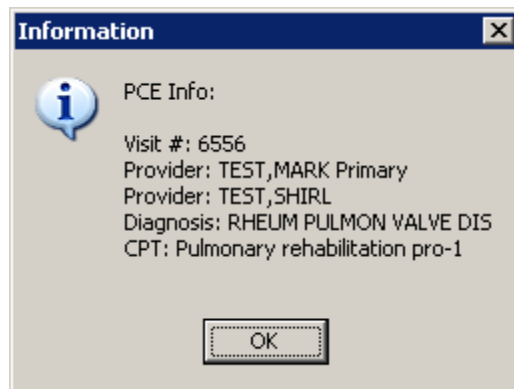 Information
PCE Info:
Visit #: 6556
Provider: TEST,MARK Primary
Provider: TEST,SHIRL
Diagnosis: RHEUM PULMON VALVE DIS
CPT: Pulmonary rehabilitation pro-1
OK